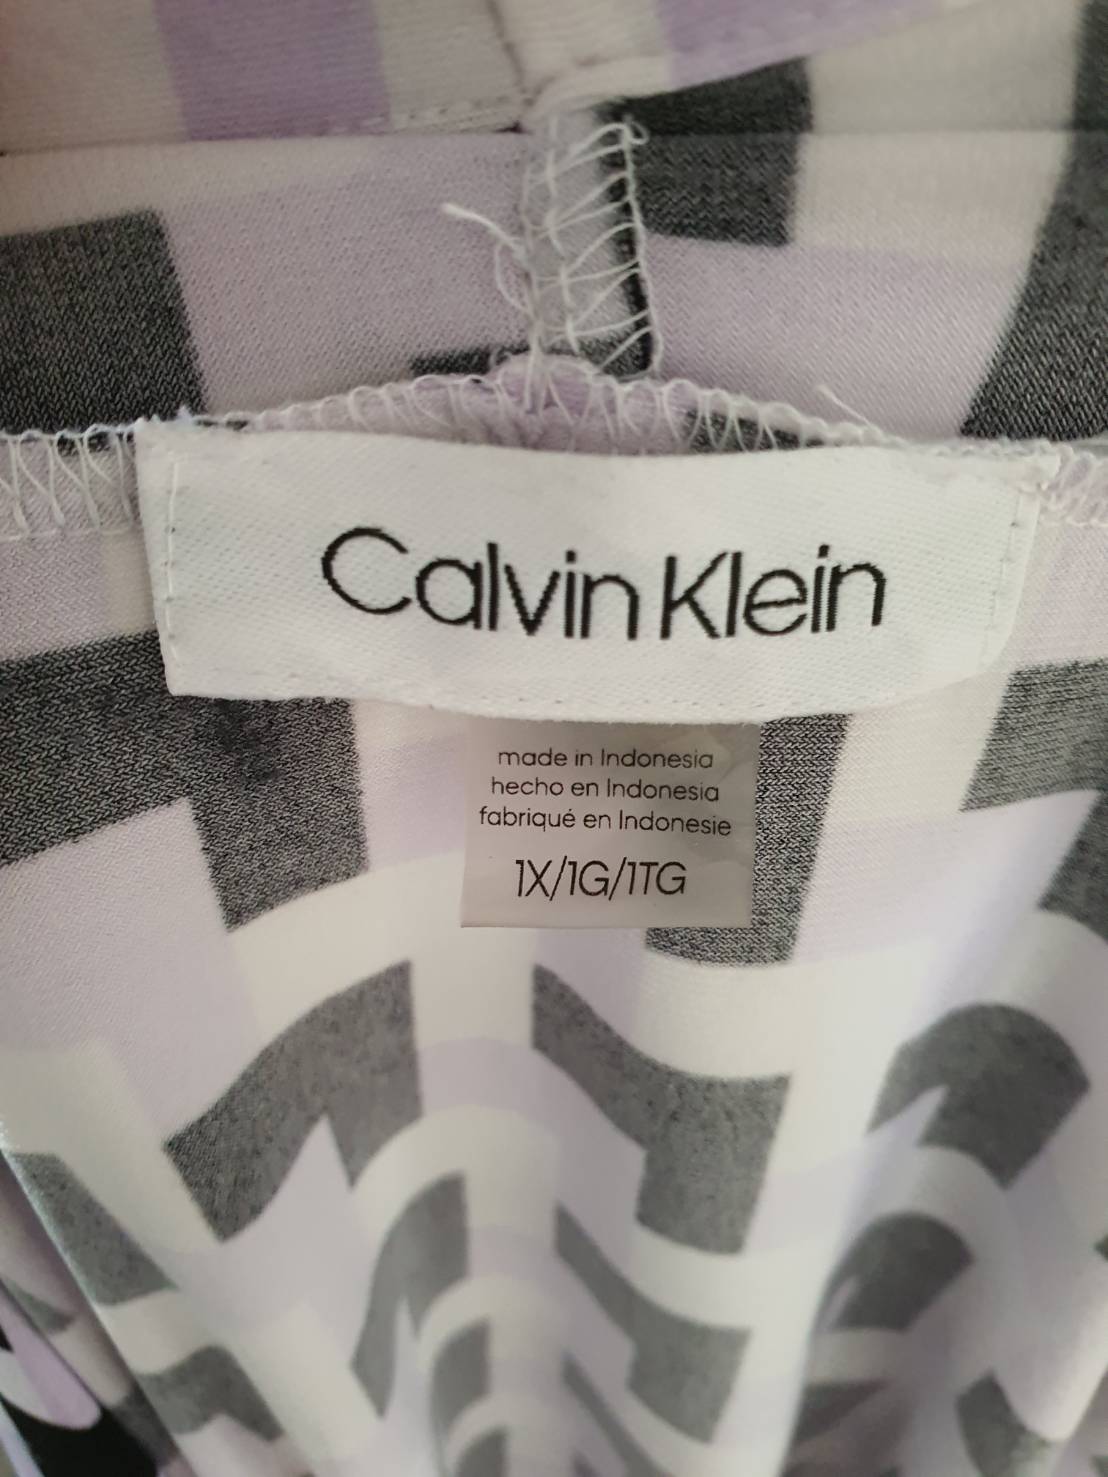 Calvin Klein
made in Indonesia
hecho en Indonesia
fabriqué en Indonesie
1X/1G/1TG